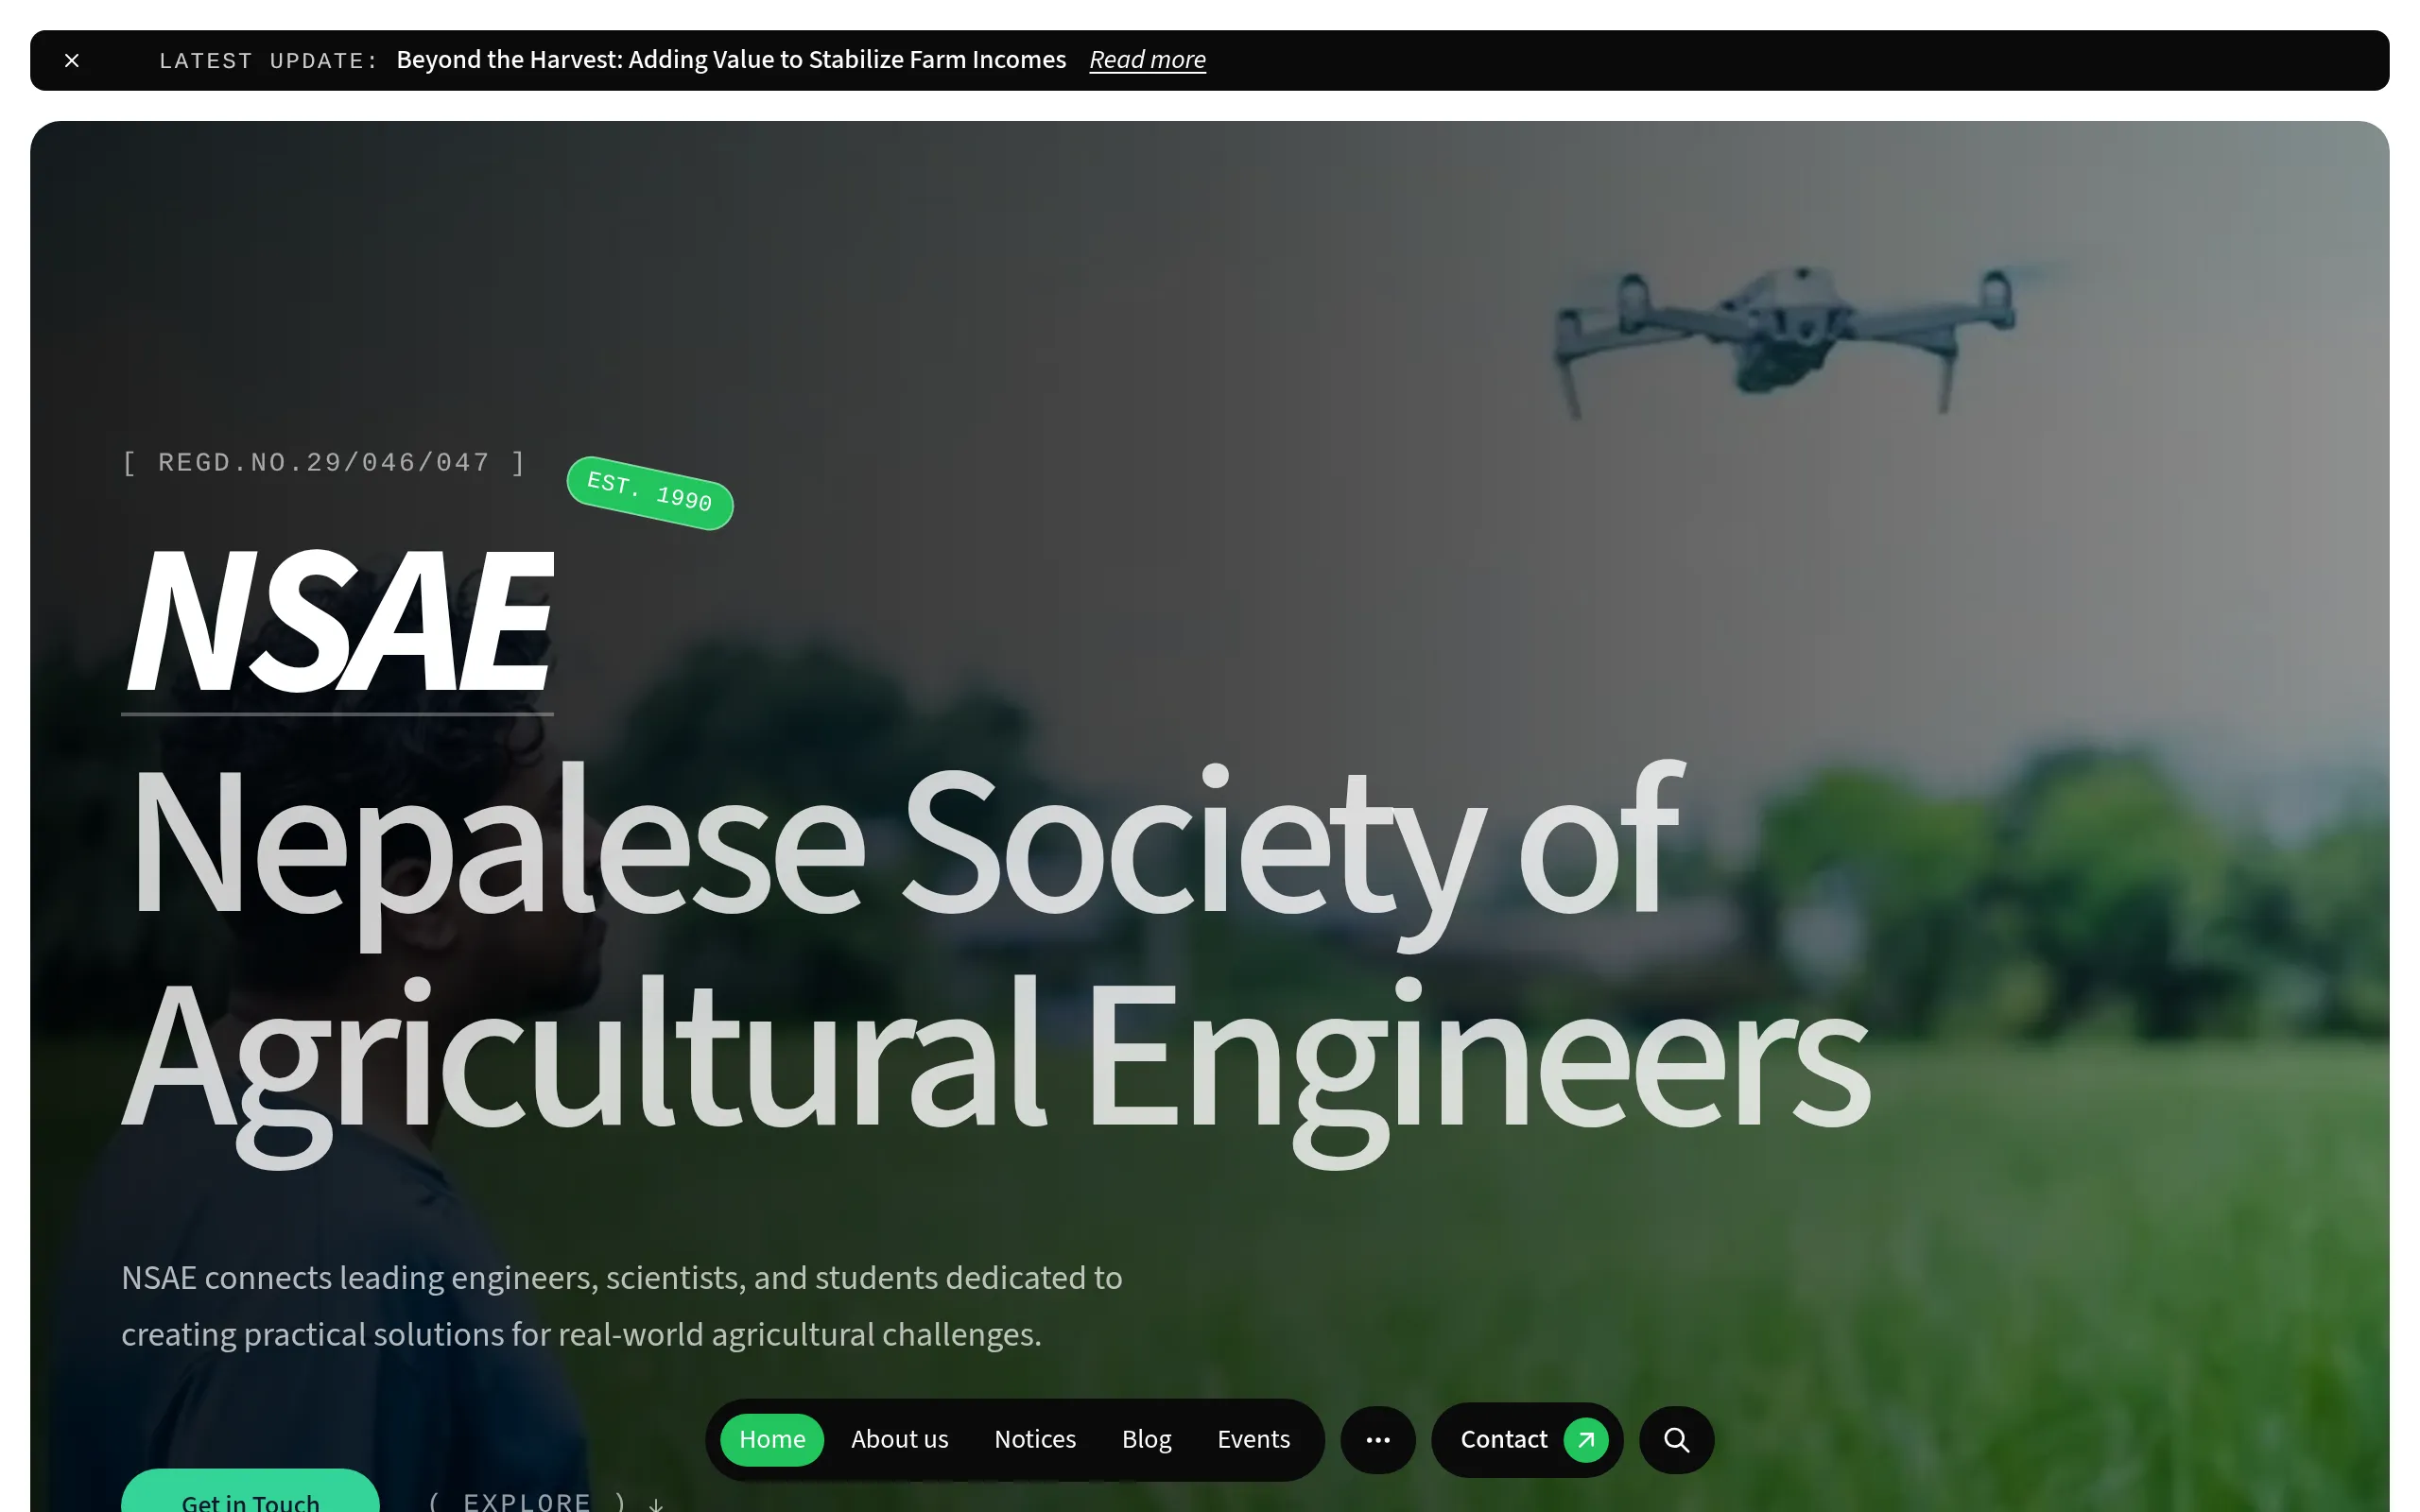 LATEST UPDATE: Beyond the Harvest: Adding Value to Stabilize Farm Incomes Read more
[ REGD.NO.29/046/047 ]
EST. 1990
NSAE
Nepalese Society of
Agricultural Engineers
NSAE connects leading engineers, scientists, and students dedicated to
creating practical solutions for real-world agricultural challenges.
Home About us Notices Blog Events Contact
Get in Touch ( EXPLORE ) ↓